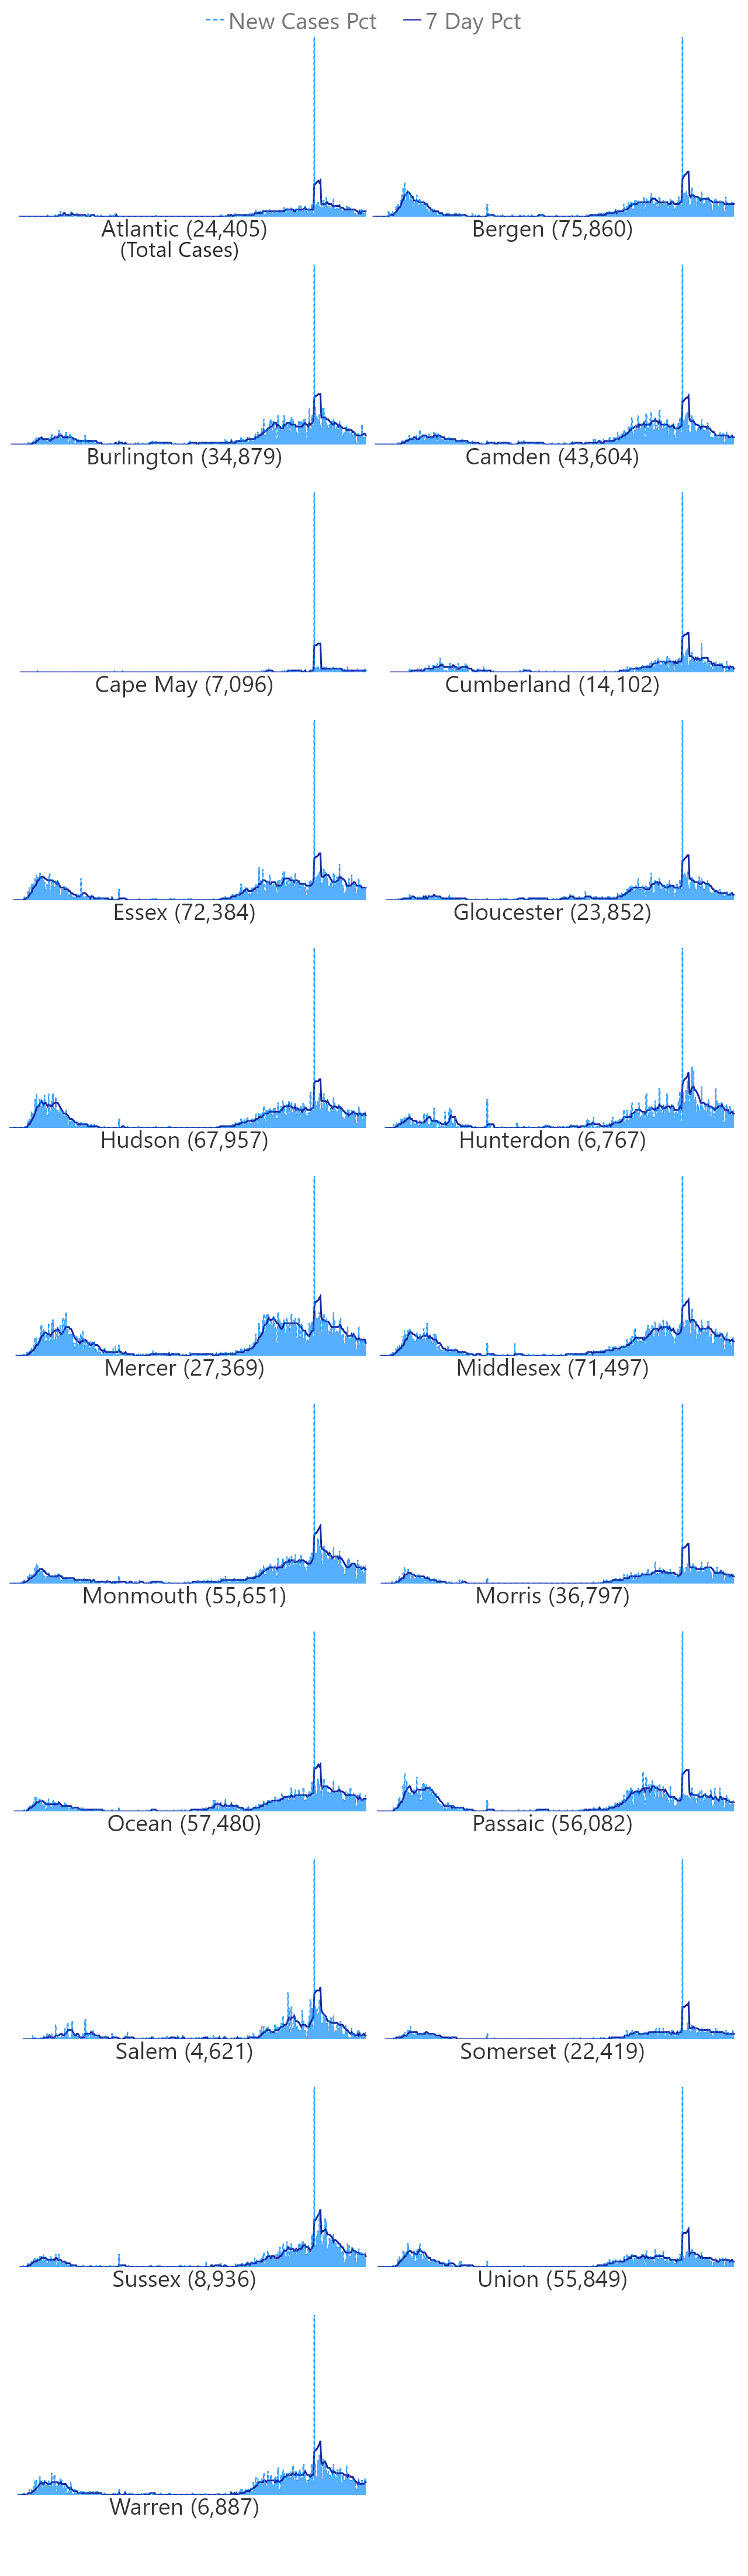 New Cases Pct 7 Day Pct
Atlantic (24,405)
(Total Cases)
Bergen (75,860)
Burlington (34,879)
Camden (43,604)
Cape May (7,096)
Cumberland (14,102)
Essex (72,384)
Gloucester (23,852)
Hudson (67,957)
Hunterdon (6,767)
Mercer (27,369)
Middlesex (71,497)
Monmouth (55,651)
Morris (36,797)
Ocean (57,480)
Passaic (56,082)
Salem (4,621)
Somerset (22,419)
Sussex (8,936)
Union (55,849)
Warren (6,887)